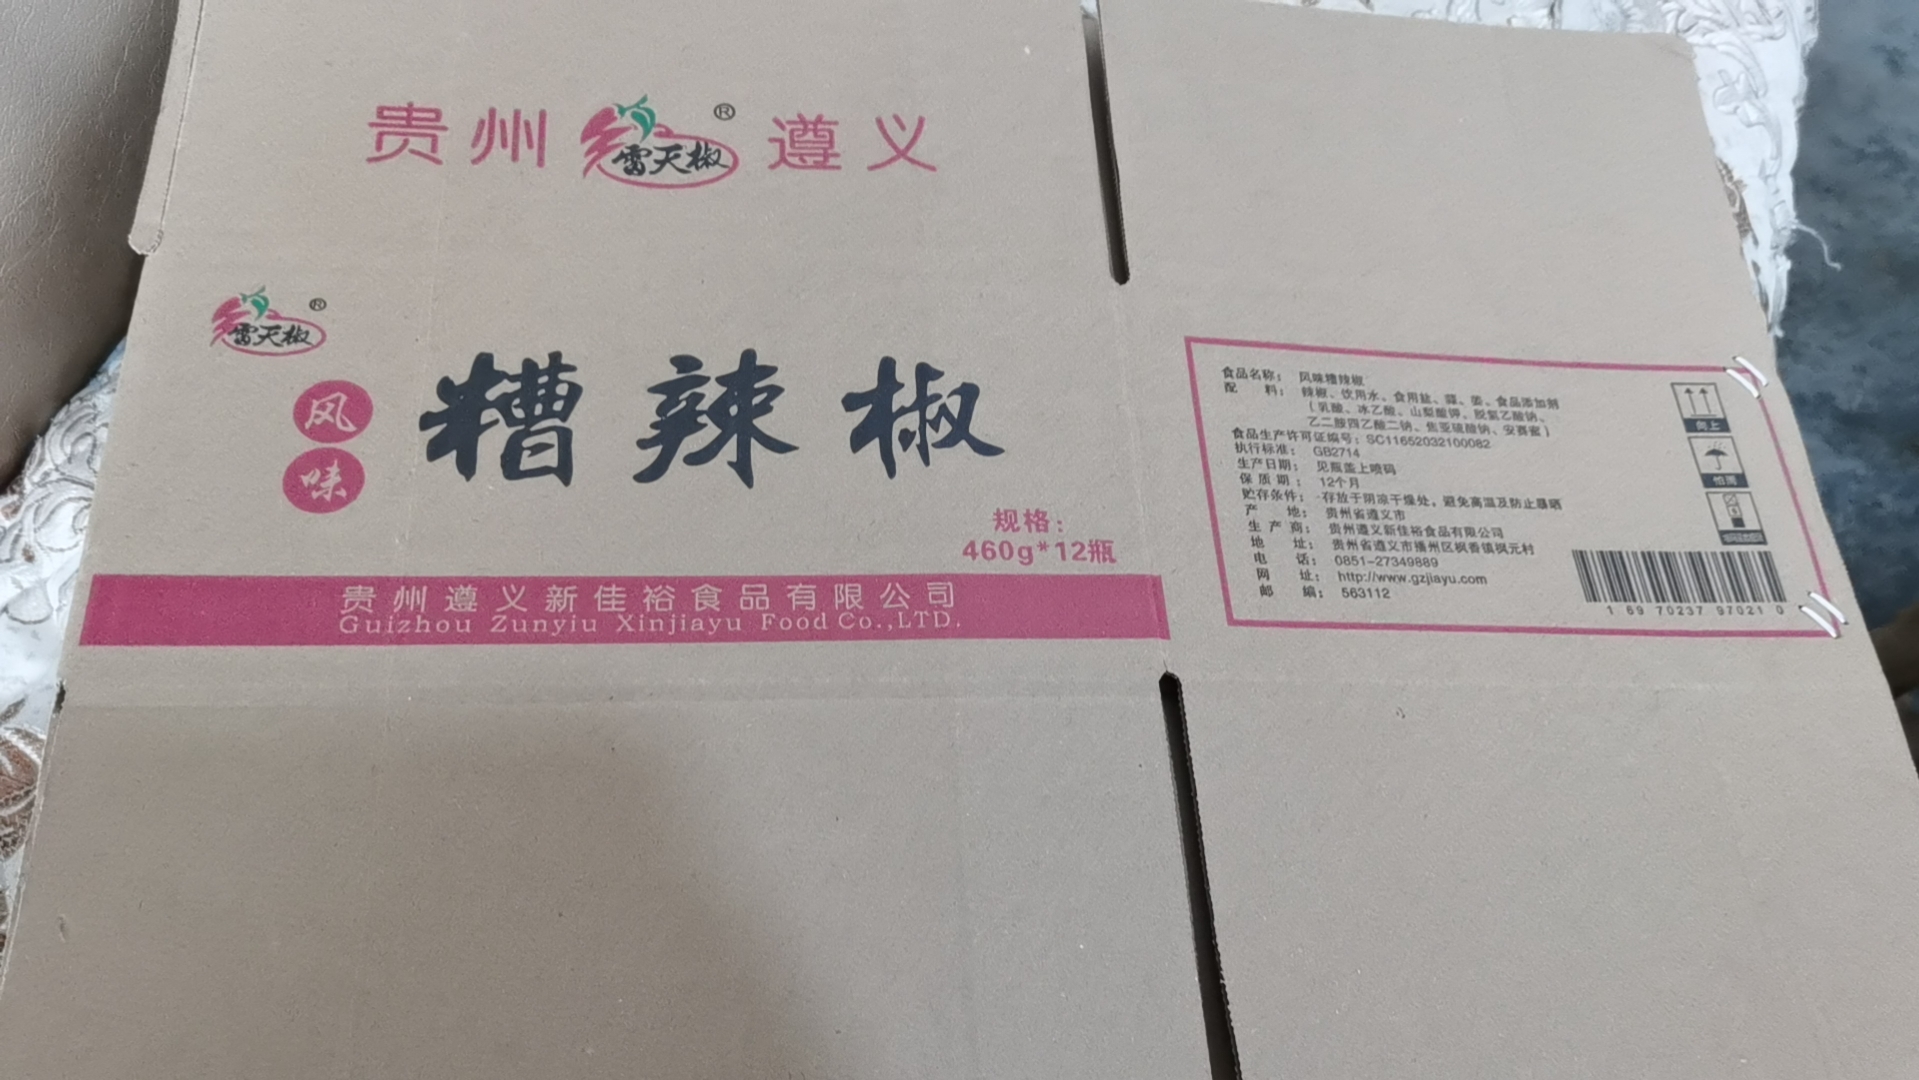 贵州 雷天椒® 遵义
雷天椒®
风味
糟辣椒
规格：
460g*12瓶
贵州遵义新佳裕食品有限公司
Guizhou Zunyiu Xinjiayu Food Co.,LTD.
食品名称： 风味糟辣椒
配 料： 辣椒、饮用水、食用盐、蒜、姜、食品添加剂
（乳酸、冰乙酸、山梨酸钾、脱氢乙酸钠、
乙二胺四乙酸二钠、焦亚硫酸钠、安赛蜜）
食品生产许可证编号：SC11652032100082
执行标准： GB2714
生产日期： 见瓶盖上喷码
保质期： 12个月
贮存条件： 存放于阴凉干燥处，避免高温及防止暴晒
产 地： 贵州省遵义市
生产商： 贵州遵义新佳裕食品有限公司
地 址： 贵州省遵义市播州区枫香镇枫元村
电 话： 0851-27349889
网 址： http://www.gzjiayu.com
邮 编： 563112
向上
怕雨
1 69 70237 97021 0